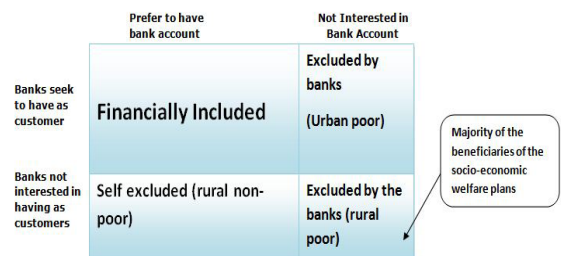 Prefer to have
bank account
Not Interested in
Bank Account
Banks seek
to have as
customer
Financially Included
Excluded by
banks
(Urban poor)
Majority of the
beneficiaries of the
socio-economic
welfare plans
Banks not
interested in
having as
customers
Self excluded (rural non-
poor)
Excluded by the
banks (rural
poor)